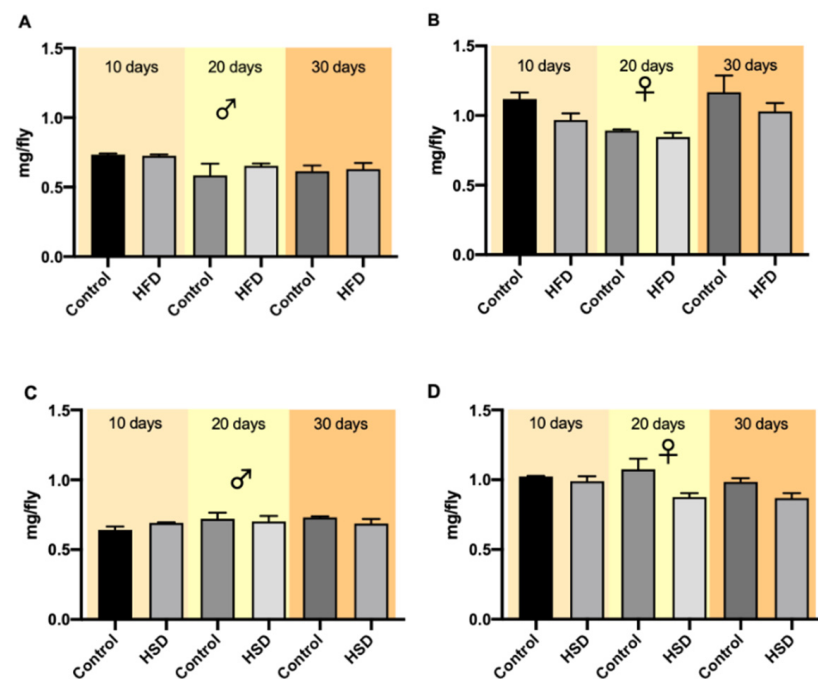 A
1.5
1.0
0.5
0.0
mg/fly
10 days 20 days 30 days
♂
Control HFD Control HFD Control HFD
B
1.5
1.0
0.5
0.0
mg/fly
10 days 20 days 30 days
♀
Control HFD Control HFD Control HFD
C
1.5
1.0
0.5
0.0
mg/fly
10 days 20 days 30 days
♂
Control HSD Control HSD Control HSD
D
1.5
1.0
0.5
0.0
mg/fly
10 days 20 days 30 days
♀
Control HSD Control HSD Control HSD